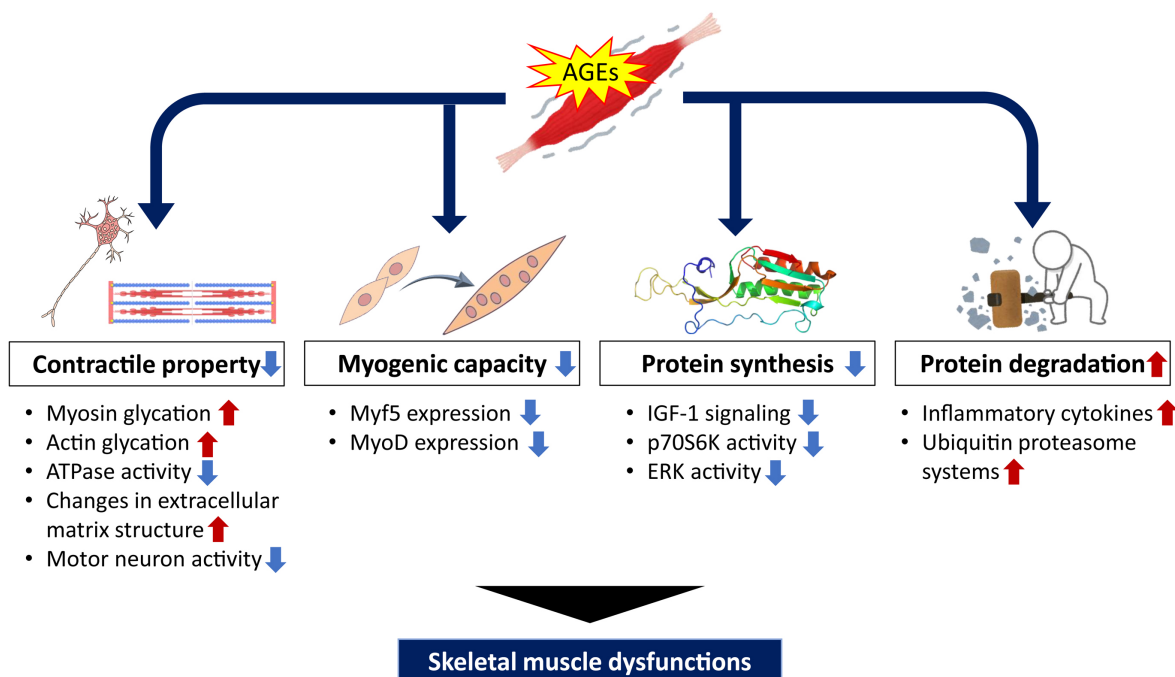 AGEs
Contractile property
• Myosin glycation
• Actin glycation
• ATPase activity
• Changes in extracellular
matrix structure
• Motor neuron activity
Myogenic capacity
• Myf5 expression
• MyoD expression
Protein synthesis
• IGF-1 signaling
• p70S6K activity
• ERK activity
Protein degradation
• Inflammatory cytokines
• Ubiquitin proteasome
systems
Skeletal muscle dysfunctions